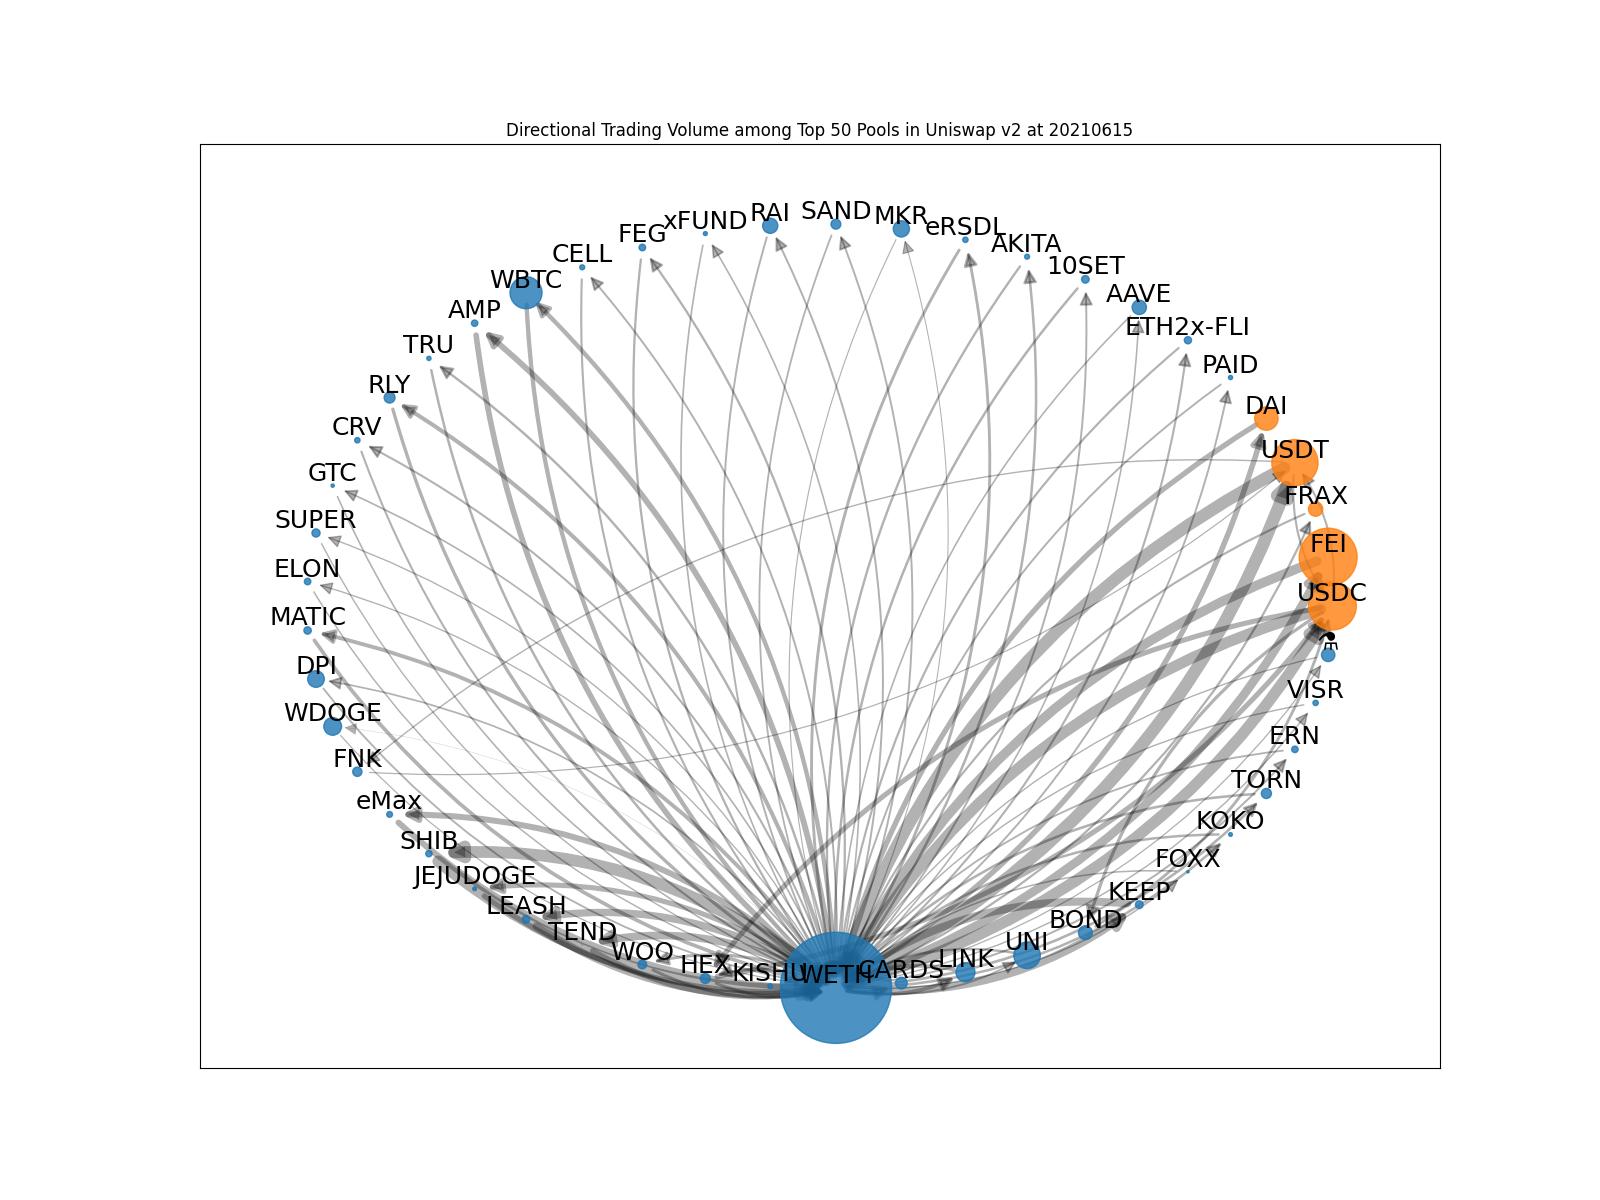 Directional Trading Volume among Top 50 Pools in Uniswap v2 at 20210615
RAI
SAND
MKR
xFUND
eRSDL
FEG
AKITA
CELL
10SET
WBTC
AAVE
AMP
ETH2x-FLI
TRU
PAID
RLY
DAI
CRV
USDT
GTC
FRAX
SUPER
FEI
ELON
USDC
MATIC
DPI
VISR
WDOGE
ERN
FNK
TORN
eMax
KOKO
SHIB
FOXX
JEJUDOGE
KEEP
LEASH
BOND
TEND
UNI
WOO
LINK
HEX
CARDS
KISHU
WETH